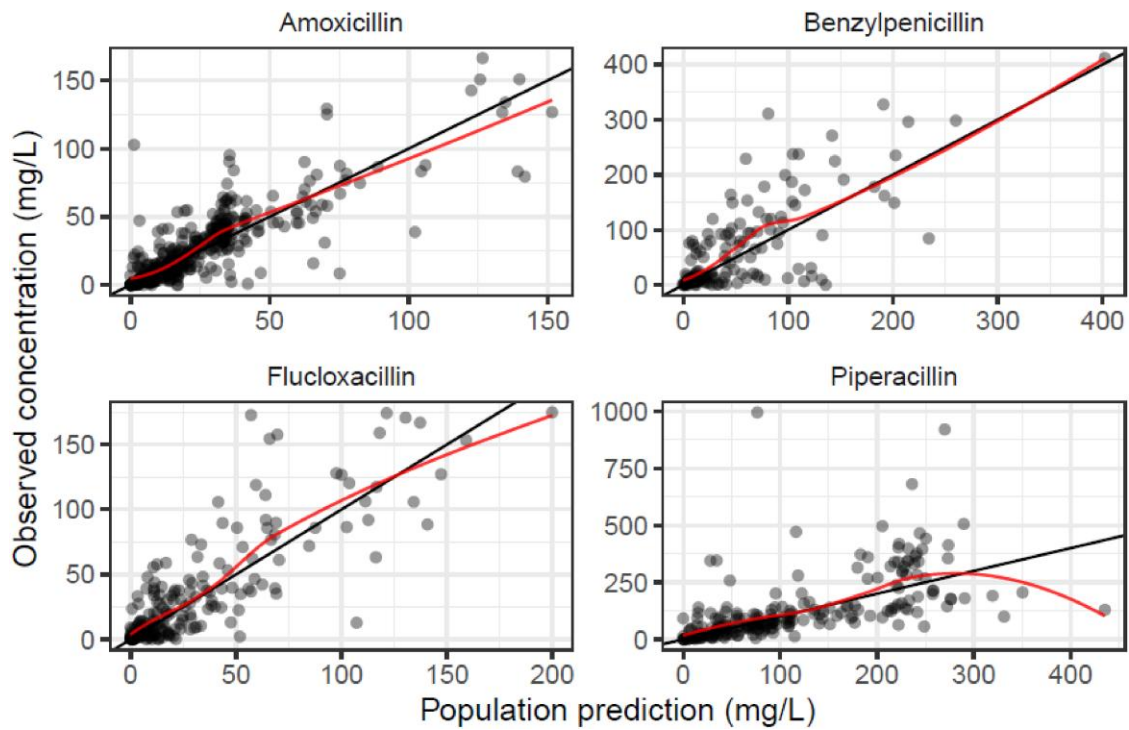 Amoxicillin
Benzylpenicillin
150
100
50
0
0 50 100 150
400
300
200
100
0
0 100 200 300 400
Flucloxacillin
Piperacillin
150
100
50
0
0 50 100 150 200
1000
750
500
250
0
0 100 200 300 400
Observed concentration (mg/L)
Population prediction (mg/L)